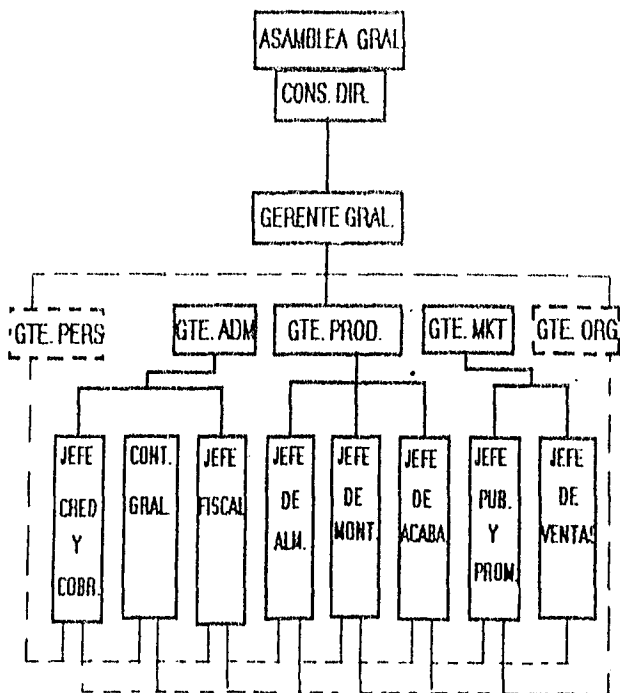 ASAMBLEA GRAL
CONS. DIR.
GERENTE GRAL.
GTE. PERS
GTE. ADM
GTE. PROD.
GTE. MKT
GTE. ORG
JEFE
CRED
Y
COBR.
CONT.
GRAL.
JEFE
FISCAL
JEFE
DE
ALM.
JEFE
DE
MONT.
JEFE
DE
ACABA.
JEFE
PUB.
Y
PROM.
JEFE
DE
VENTAS